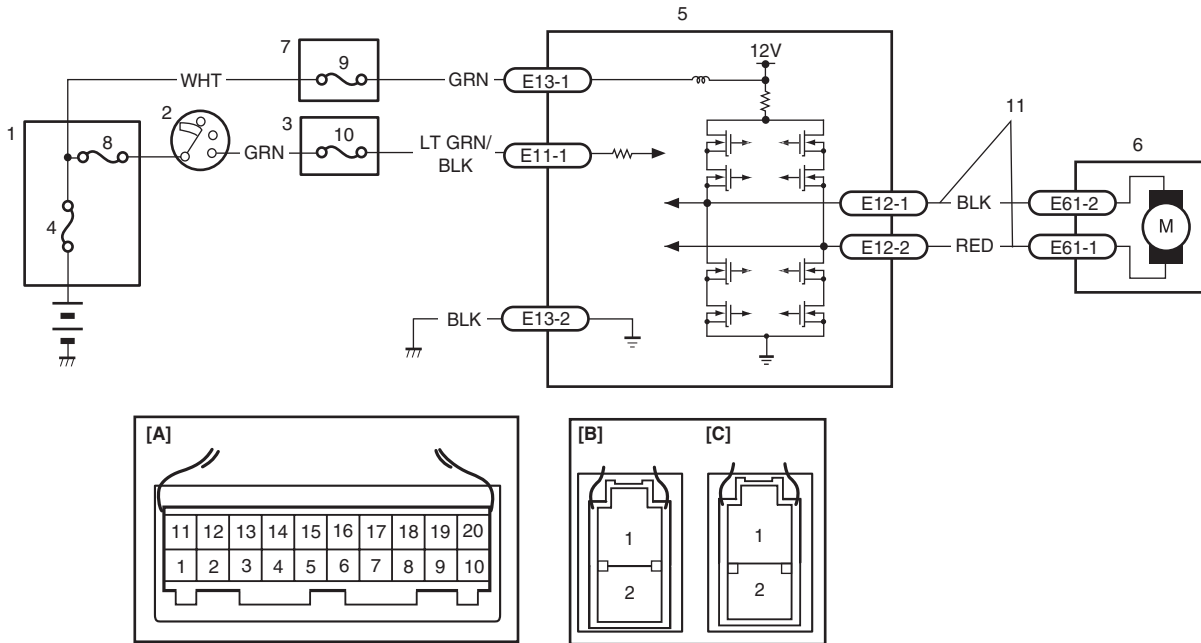 5
7
9
12V
WHT
GRN
E13-1
1
8
2
3
10
GRN
LT GRN/
BLK
E11-1
11
6
4
E12-1
BLK
E61-2
M
E12-2
RED
E61-1
BLK
E13-2
[A]
11 12 13 14 15 16 17 18 19 20
1 2 3 4 5 6 7 8 9 10
[B]
1
2
[C]
1
2